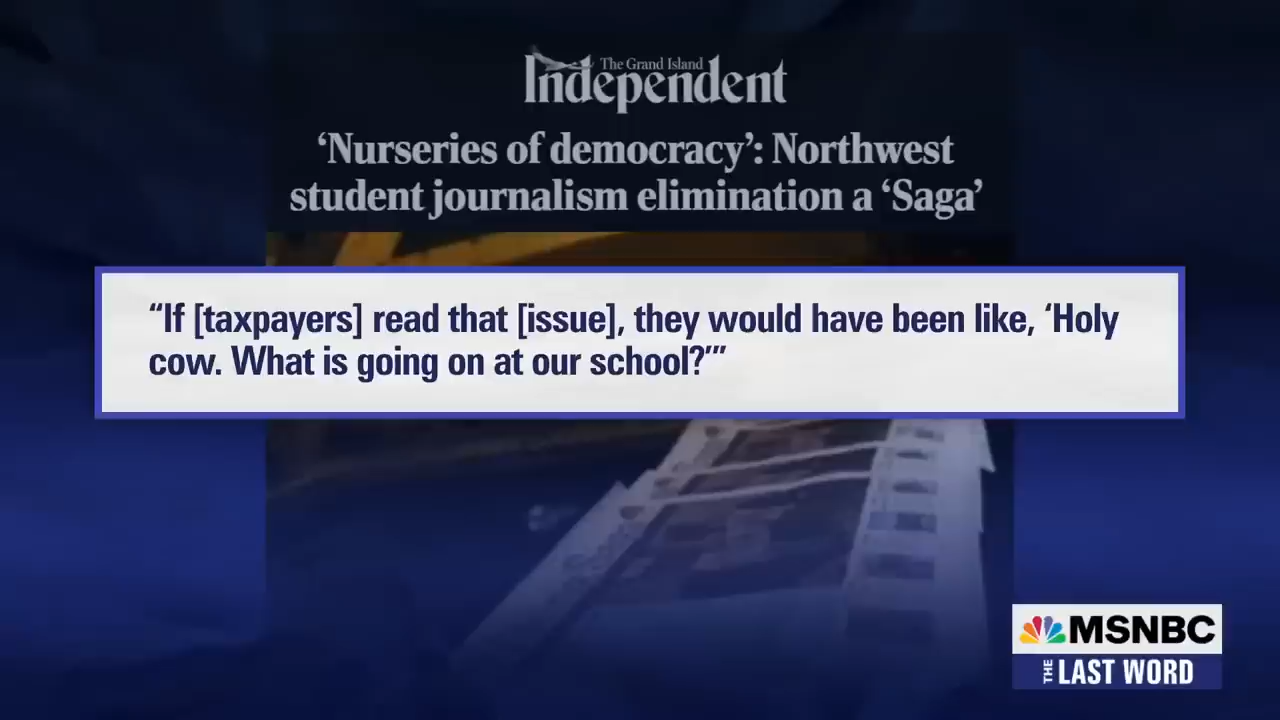 The Grand Island
Independent
‘Nurseries of democracy’: Northwest
student journalism elimination a ‘Saga’
“If [taxpayers] read that [issue], they would have been like, ‘Holy
cow. What is going on at our school?’”
MSNBC
THE LAST WORD